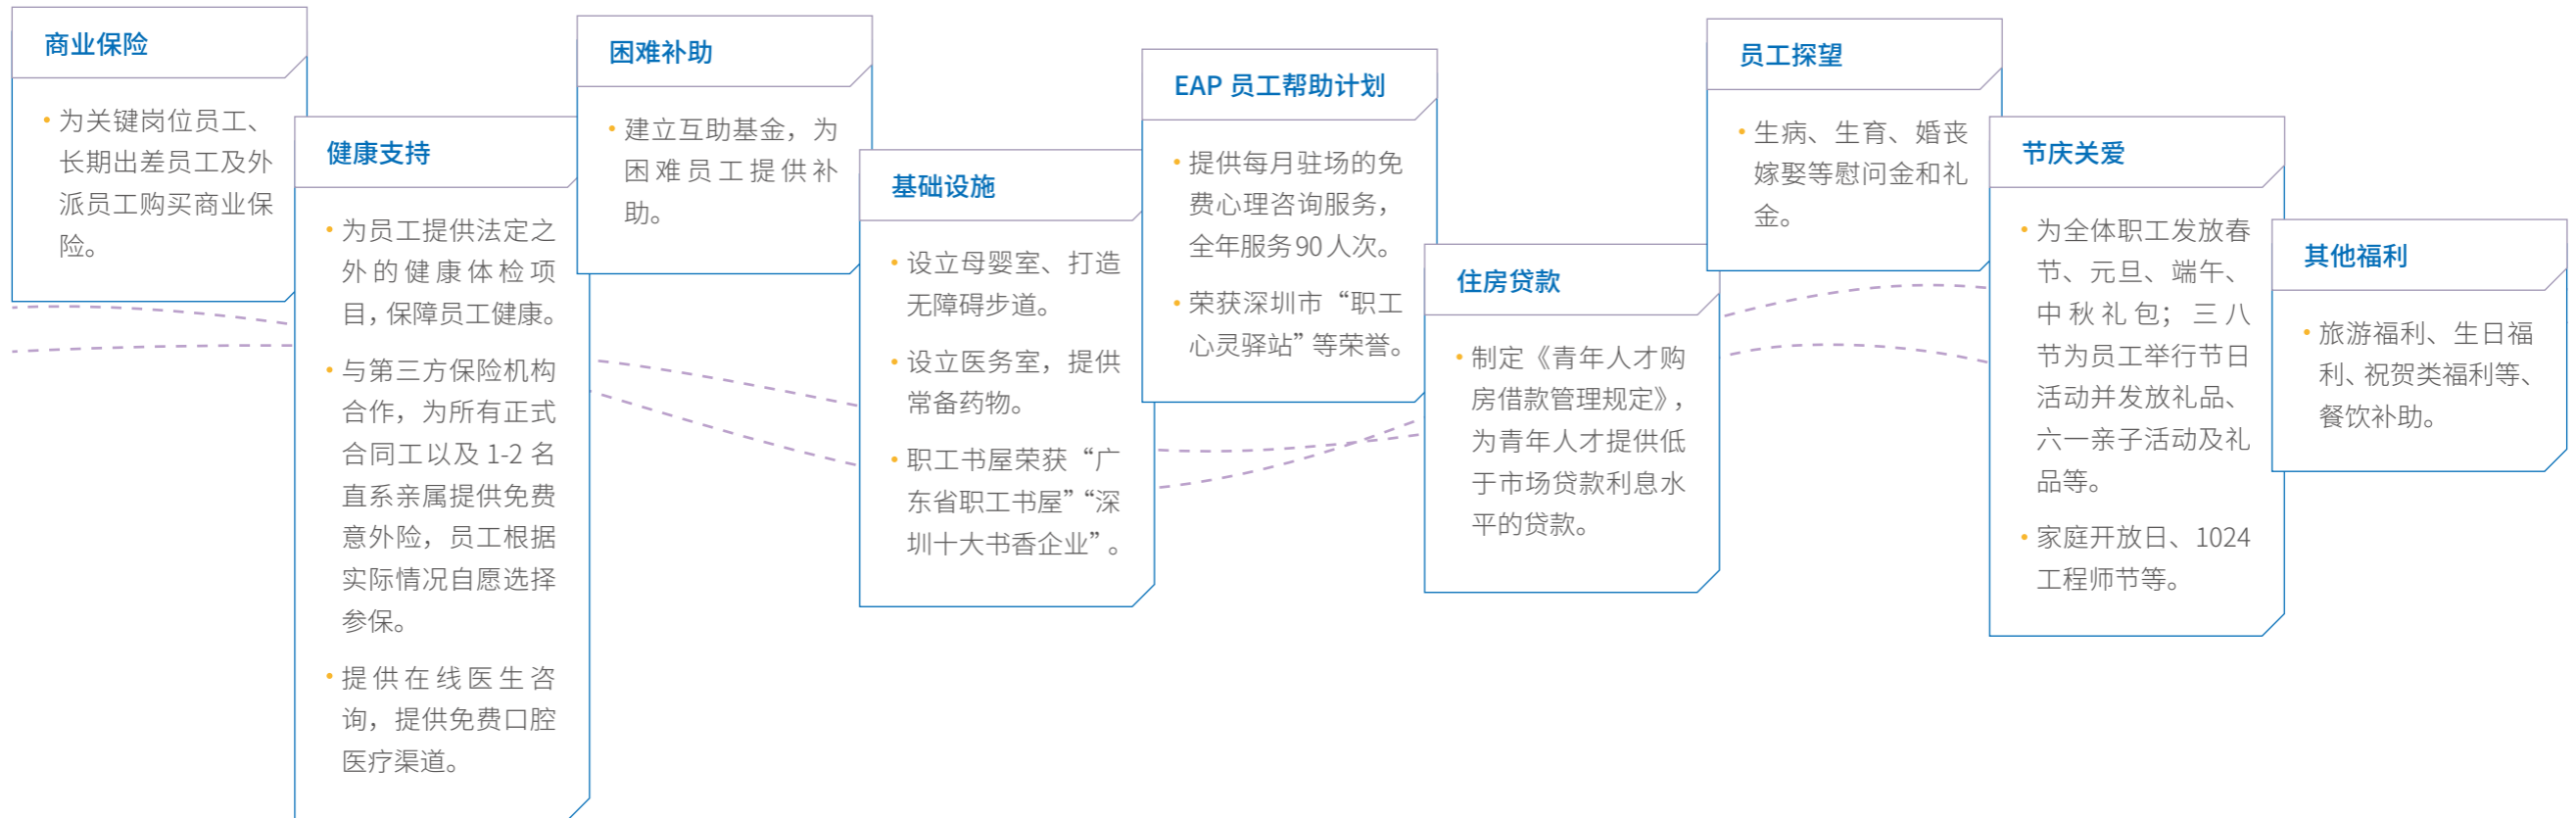 商业保险
• 为关键岗位员工、
长期出差员工及外
派员工购买商业保
险。
健康支持
• 为员工提供法定之
外的健康体检项
目，保障员工健康。
• 与第三方保险机构
合作，为所有正式
合同工以及 1-2 名
直系亲属提供免费
意外险，员工根据
实际情况自愿选择
参保。
• 提供在线医生咨
询，提供免费口腔
医疗渠道。
困难补助
• 建立互助基金，为
困难员工提供补
助。
基础设施
• 设立母婴室、打造
无障碍步道。
• 设立医务室，提供
常备药物。
• 职工书屋荣获“广
东省职工书屋”“深
圳十大书香企业”。
EAP 员工帮助计划
• 提供每月驻场的免
费心理咨询服务，
全年服务 90 人次。
• 荣获深圳市“职工
心灵驿站”等荣誉。
住房贷款
• 制定《青年人才购
房借款管理规定》，
为青年人才提供低
于市场贷款利息水
平的贷款。
员工探望
• 生病、生育、婚丧
嫁娶等慰问金和礼
金。
节庆关爱
• 为全体职工发放春
节、元旦、端午、
中秋礼包；三八
节为员工举行节日
活动并发放礼品、
六一亲子活动及礼
品等。
• 家庭开放日、1024
工程师节等。
其他福利
• 旅游福利、生日福
利、祝贺类福利等、
餐饮补助。